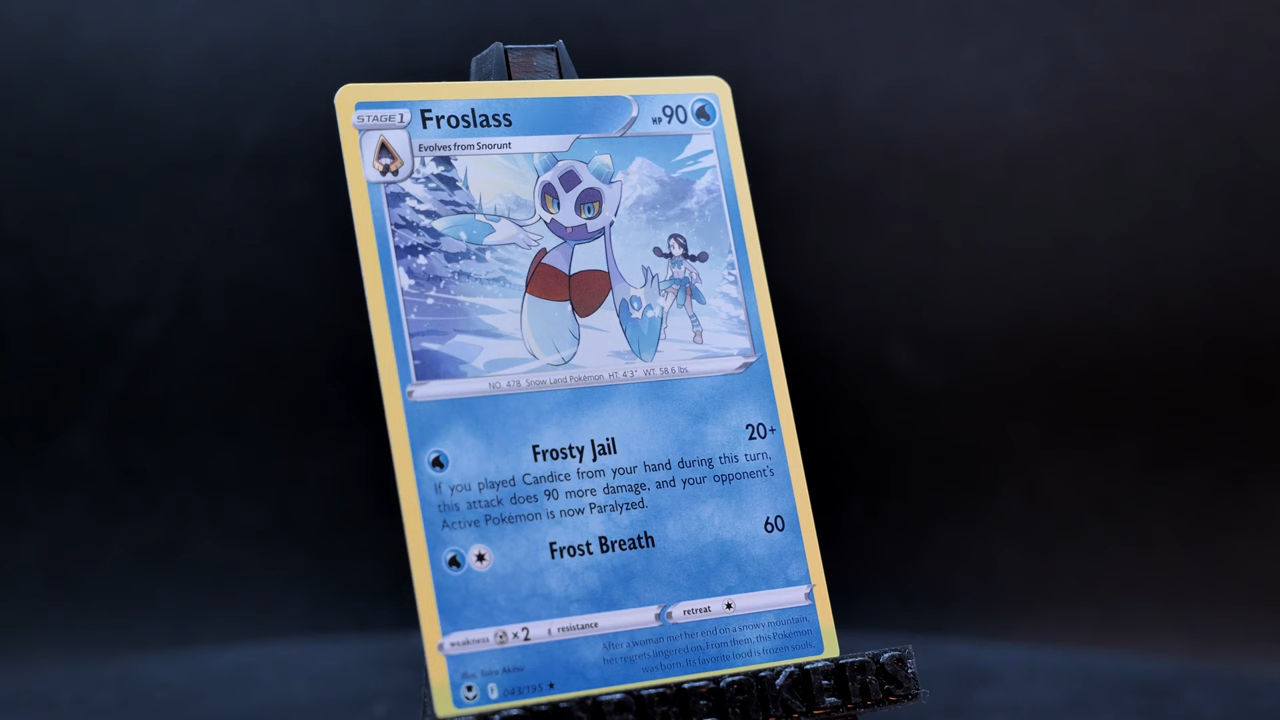 STAGE 1
Froslass
HP 90
Evolves from Snorunt
NO. 478 Snow Land Pokémon HT: 4'3" WT: 58.6 lbs
Frosty Jail 20+
If you played Candice from your hand during this turn,
this attack does 90 more damage, and your opponent's
Active Pokémon is now Paralyzed.
Frost Breath 60
weakness ×2 resistance retreat
After a woman met her end on a snowy mountain,
her regrets lingered on. From them, this Pokémon
was born. Its favorite food is frozen souls.
Illus.
043/195 ★